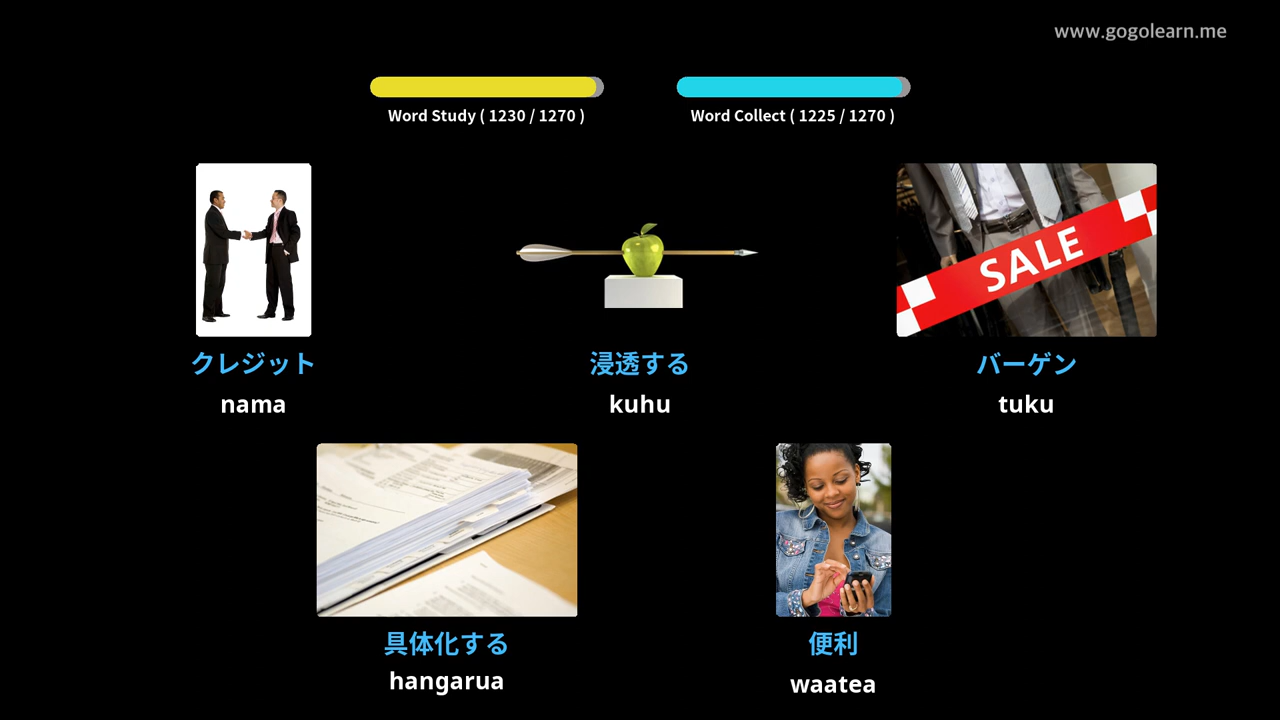 www.gogolearn.me
Word Study ( 1230 / 1270 )
Word Collect ( 1225 / 1270 )
クレジット
nama
浸透する
kuhu
SALE
バーゲン
tuku
具体化する
hangarua
便利
waatea